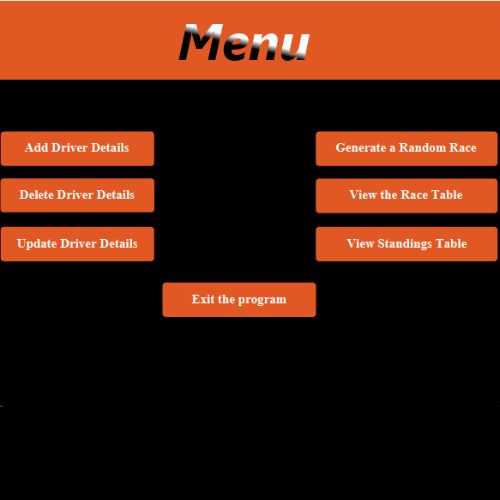 Menu
Add Driver Details
Generate a Random Race
Delete Driver Details
View the Race Table
Update Driver Details
View Standings Table
Exit the program